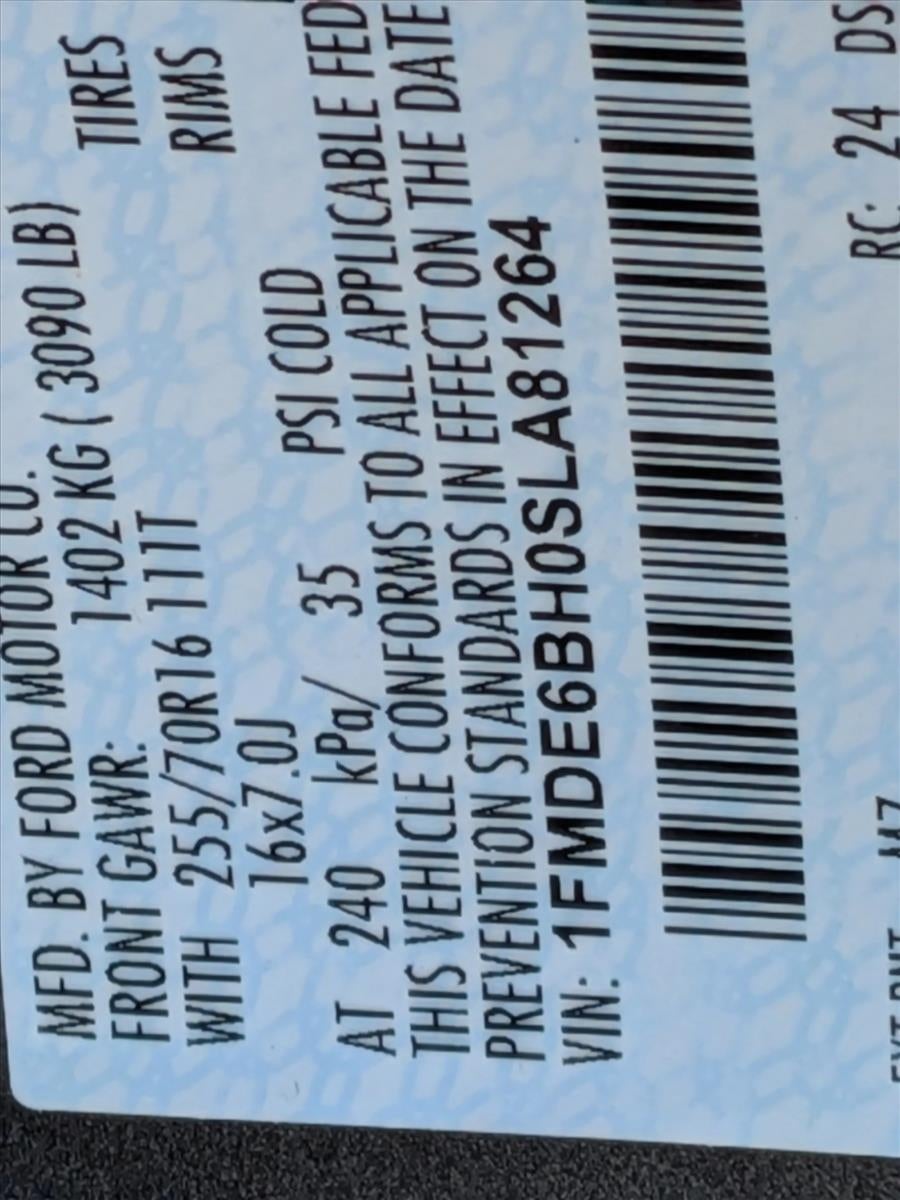 MFD. BY FORD MOTOR CO.
FRONT GAWR: 1402 KG ( 3090 LB)
WITH 255/70R16 111T TIRES
16x7.0J RIMS
AT 240 kPa/ 35 PSI COLD
THIS VEHICLE CONFORMS TO ALL APPLICABLE FED
PREVENTION STANDARDS IN EFFECT ON THE DATE
VIN: 1FMDE6BH0SLA81264
RC: 24 DS